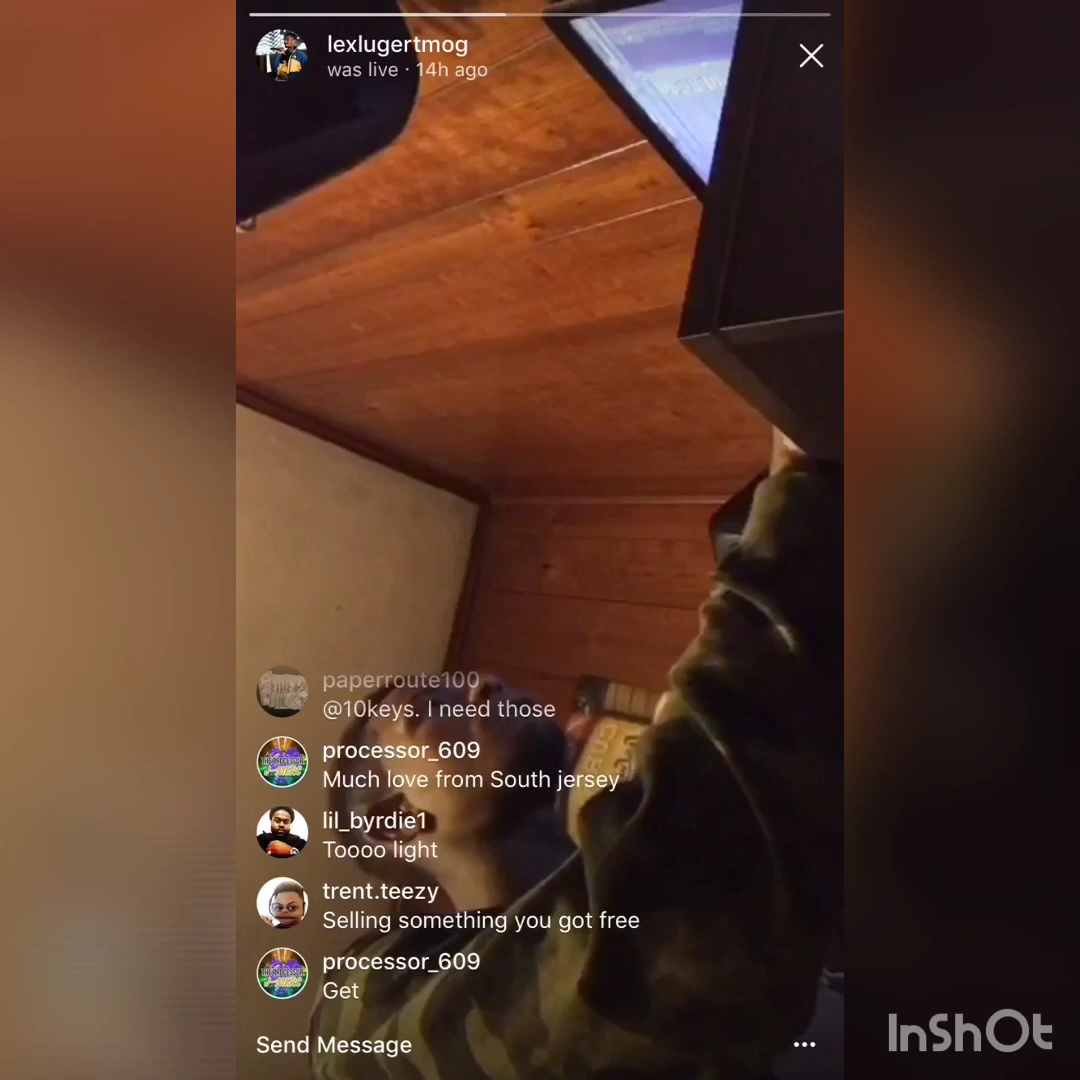 lexlugertmog
was live · 14h ago
paperroute100
@10keys. I need those
processor_609
Much love from South jersey
lil_byrdie1
Toooo light
trent.teezy
Selling something you got free
processor_609
Get
Send Message
InShOt